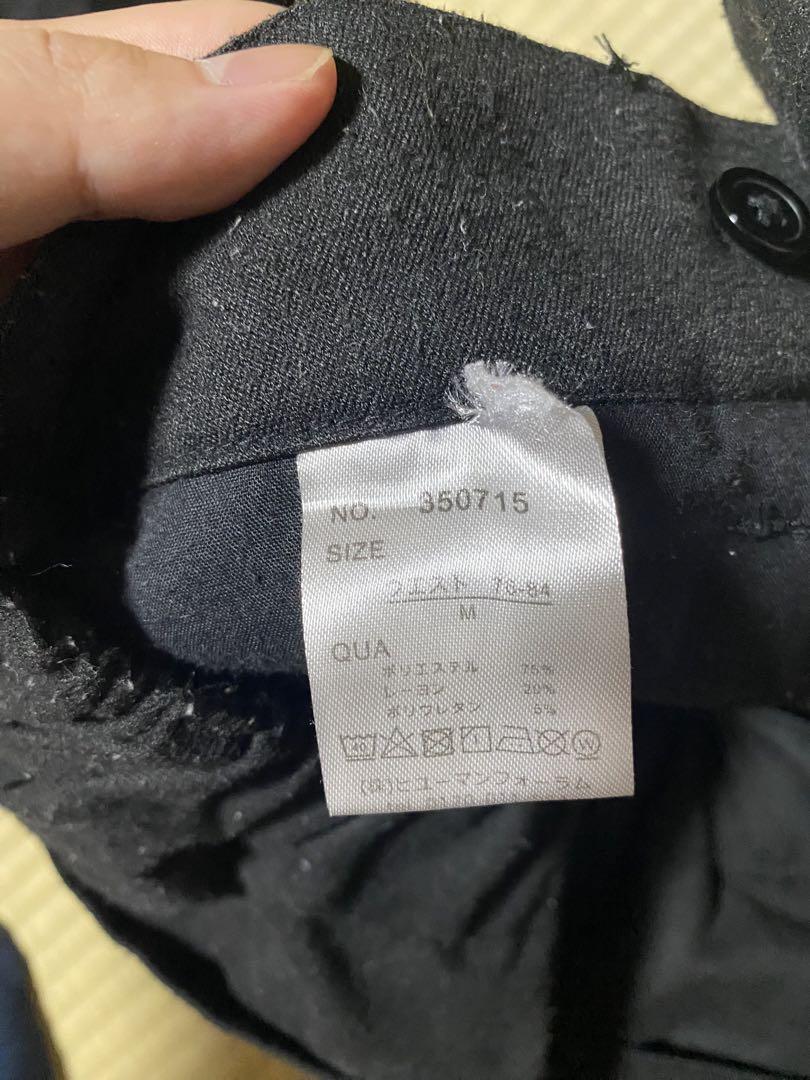 NO. 350715
SIZE
ウエスト 76-84
M
QUA
ポリエステル 75%
レーヨン 20%
ポリウレタン 5%
40 W
(株)ヒューマンフォーラム